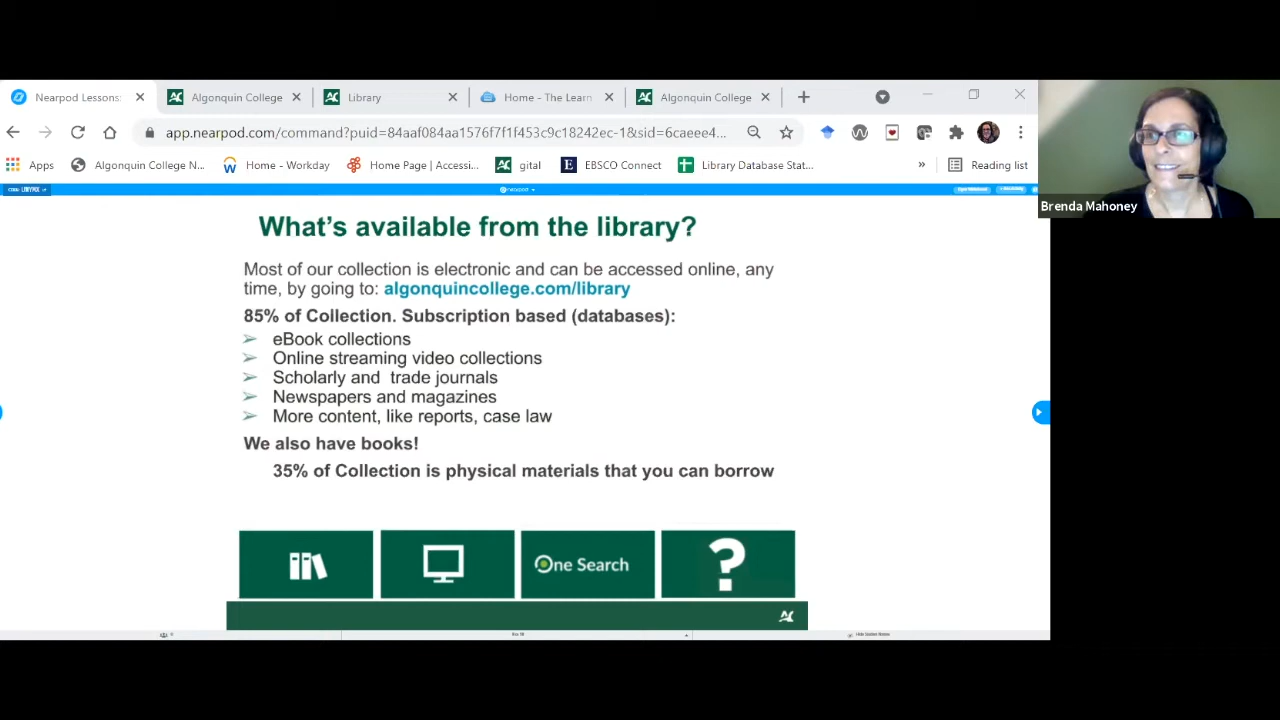 Nearpod Lessons:
Algonquin College
Library
Home - The Learn
Algonquin College
app.nearpod.com/command?puid=84aaf084aa1576f7f1f453c9c18242ec-1&sid=6caeee4...
Apps
Algonquin College N...
Home - Workday
Home Page | Acces...
gital
EBSCO Connect
Library Database Stat...
»
Reading list
nearpod
Brenda Mahoney
What's available from the library?
Most of our collection is electronic and can be accessed online, any
time, by going to: algonquincollege.com/library
85% of Collection. Subscription based (databases):
➢ eBook collections
➢ Online streaming video collections
➢ Scholarly and trade journals
➢ Newspapers and magazines
➢ More content, like reports, case law
We also have books!
35% of Collection is physical materials that you can borrow
One Search
?
AC